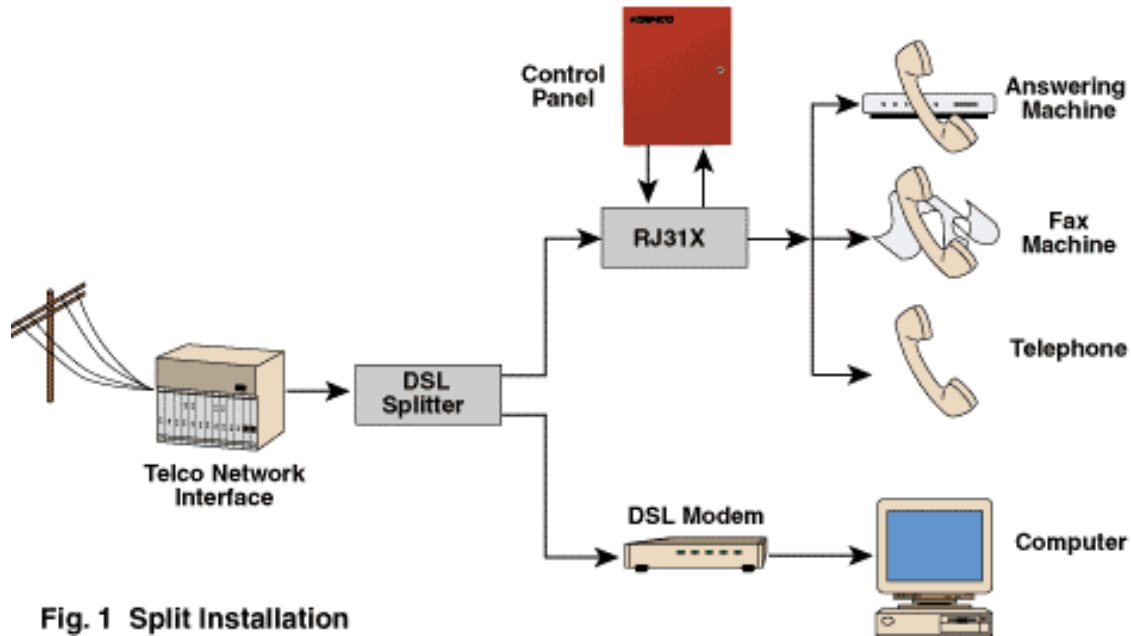 Control
Panel
Answering
Machine
RJ31X
Fax
Machine
Telephone
DSL
Splitter
Telco Network
Interface
DSL Modem
Computer
Fig. 1 Split Installation